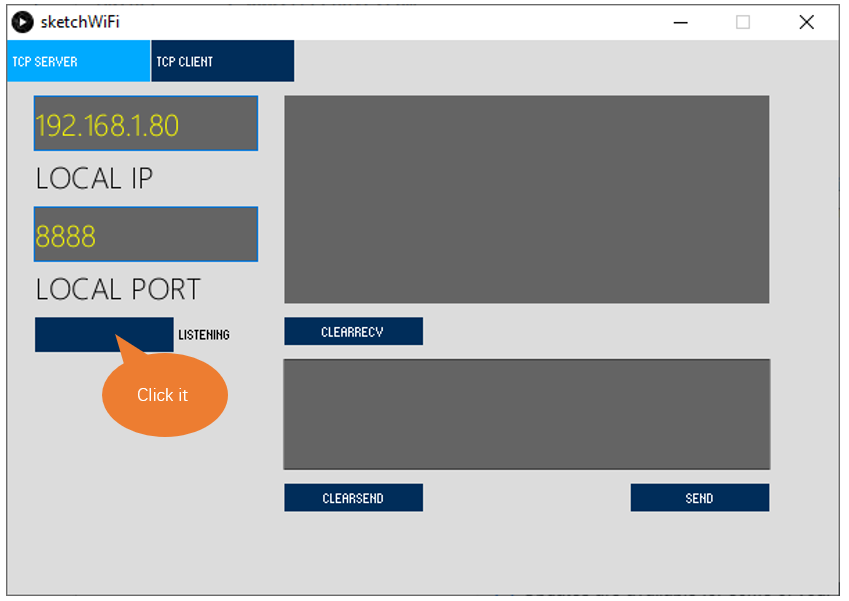 sketchWiFi
TCP SERVER
TCP CLIENT
192.168.1.80
LOCAL IP
8888
LOCAL PORT
LISTENING
CLEARRECV
Click it
CLEARSEND
SEND